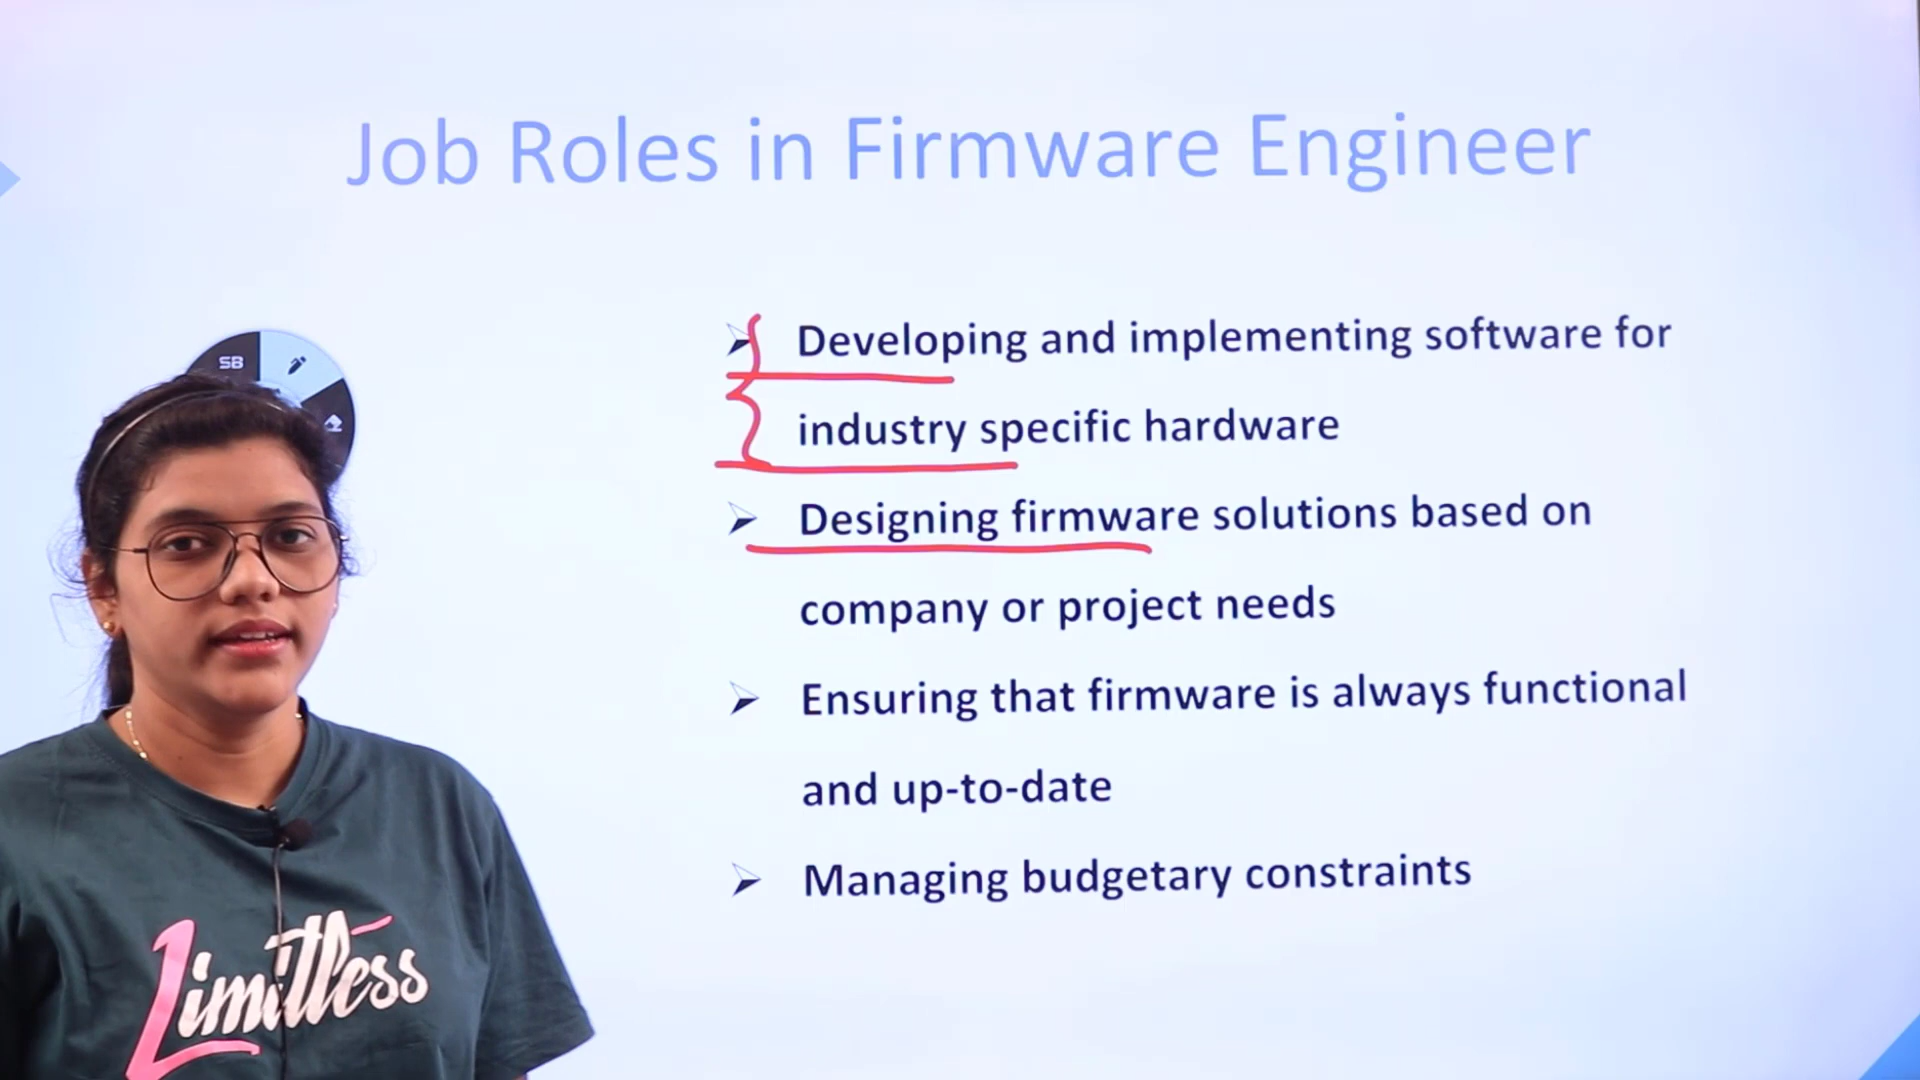 Job Roles in Firmware Engineer
SB
➢ Developing and implementing software for
industry specific hardware
➢ Designing firmware solutions based on
company or project needs
➢ Ensuring that firmware is always functional
and up-to-date
➢ Managing budgetary constraints
Limitless